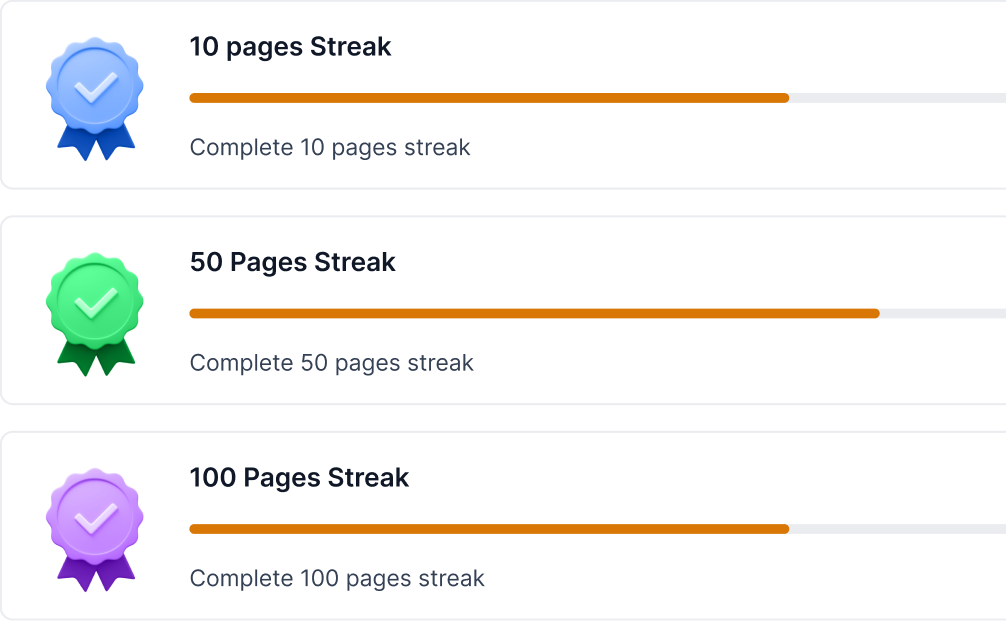 10 pages Streak
Complete 10 pages streak
50 Pages Streak
Complete 50 pages streak
100 Pages Streak
Complete 100 pages streak